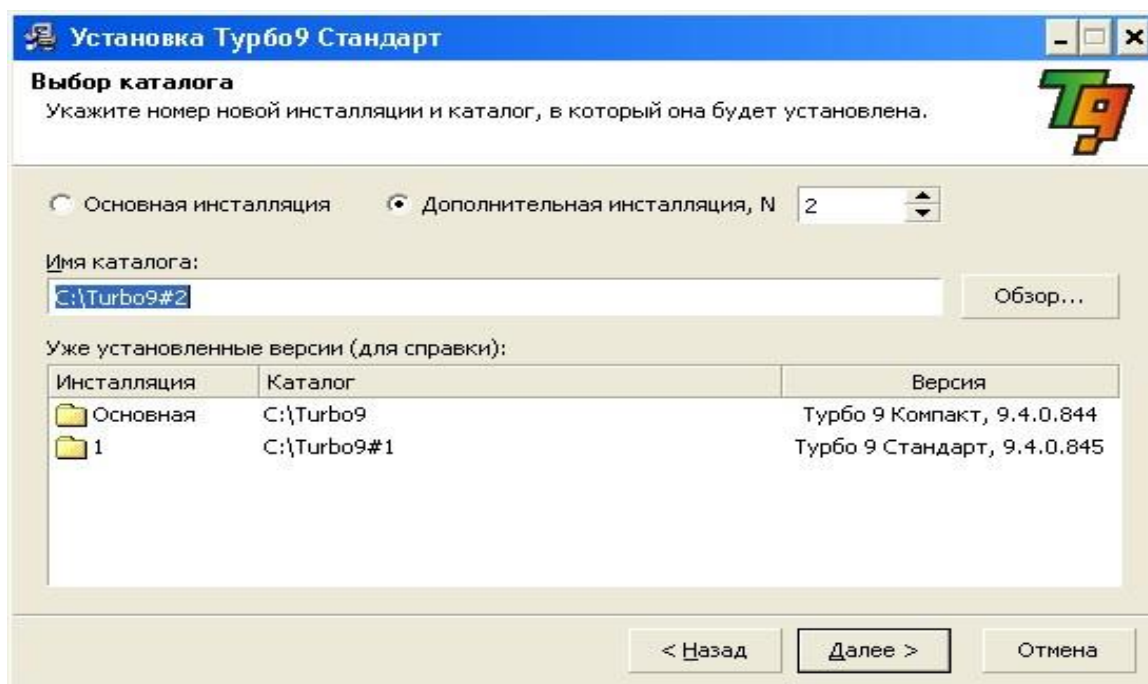 Установка Турбо9 Стандарт
Выбор каталога
Укажите номер новой инсталляции и каталог, в который она будет установлена.
T9
Основная инсталляция Дополнительная инсталляция, N 2
Имя каталога:
C:\Turbo9#2 Обзор...
Уже установленные версии (для справки):
Инсталляция Каталог Версия
Основная C:\Turbo9 Турбо 9 Компакт, 9.4.0.844
1 C:\Turbo9#1 Турбо 9 Стандарт, 9.4.0.845
< Назад Далее > Отмена